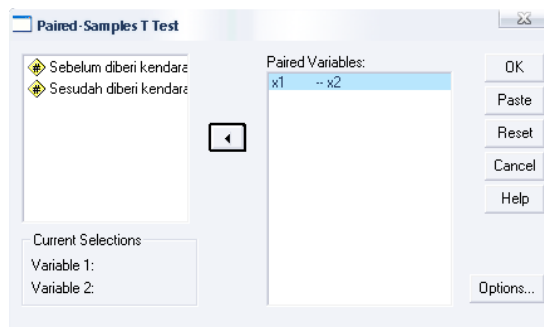 Paired-Samples T Test
Sebelum diberi kendara
Sesudah diberi kendara
Paired Variables:
x1 -- x2
OK
Paste
Reset
Cancel
Help
Current Selections
Variable 1:
Variable 2:
Options...